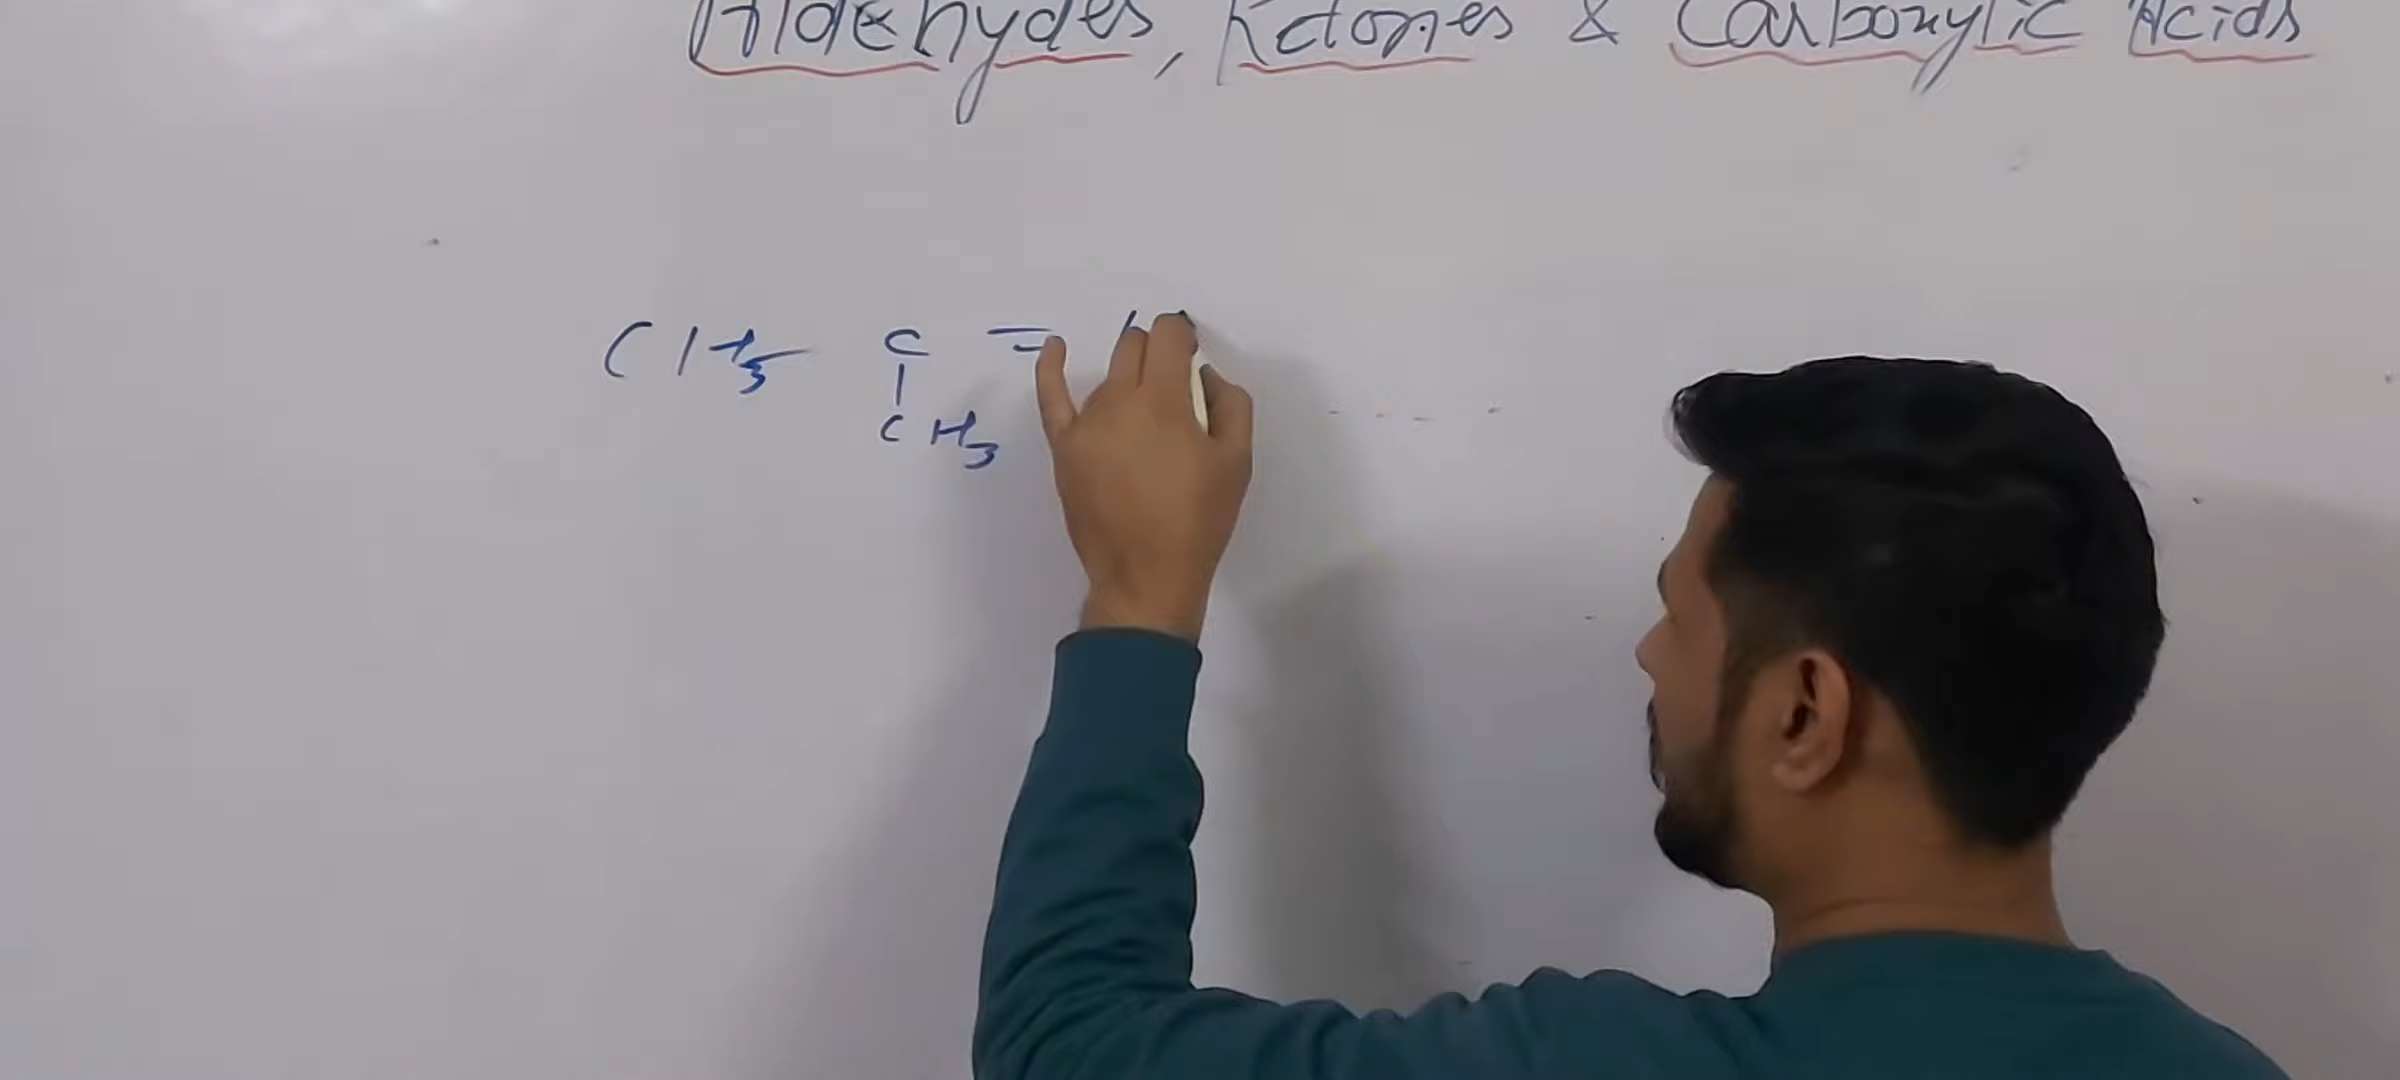 Aldehydes, Ketones & Carboxylic Acids
CH3 C =
|
CH3